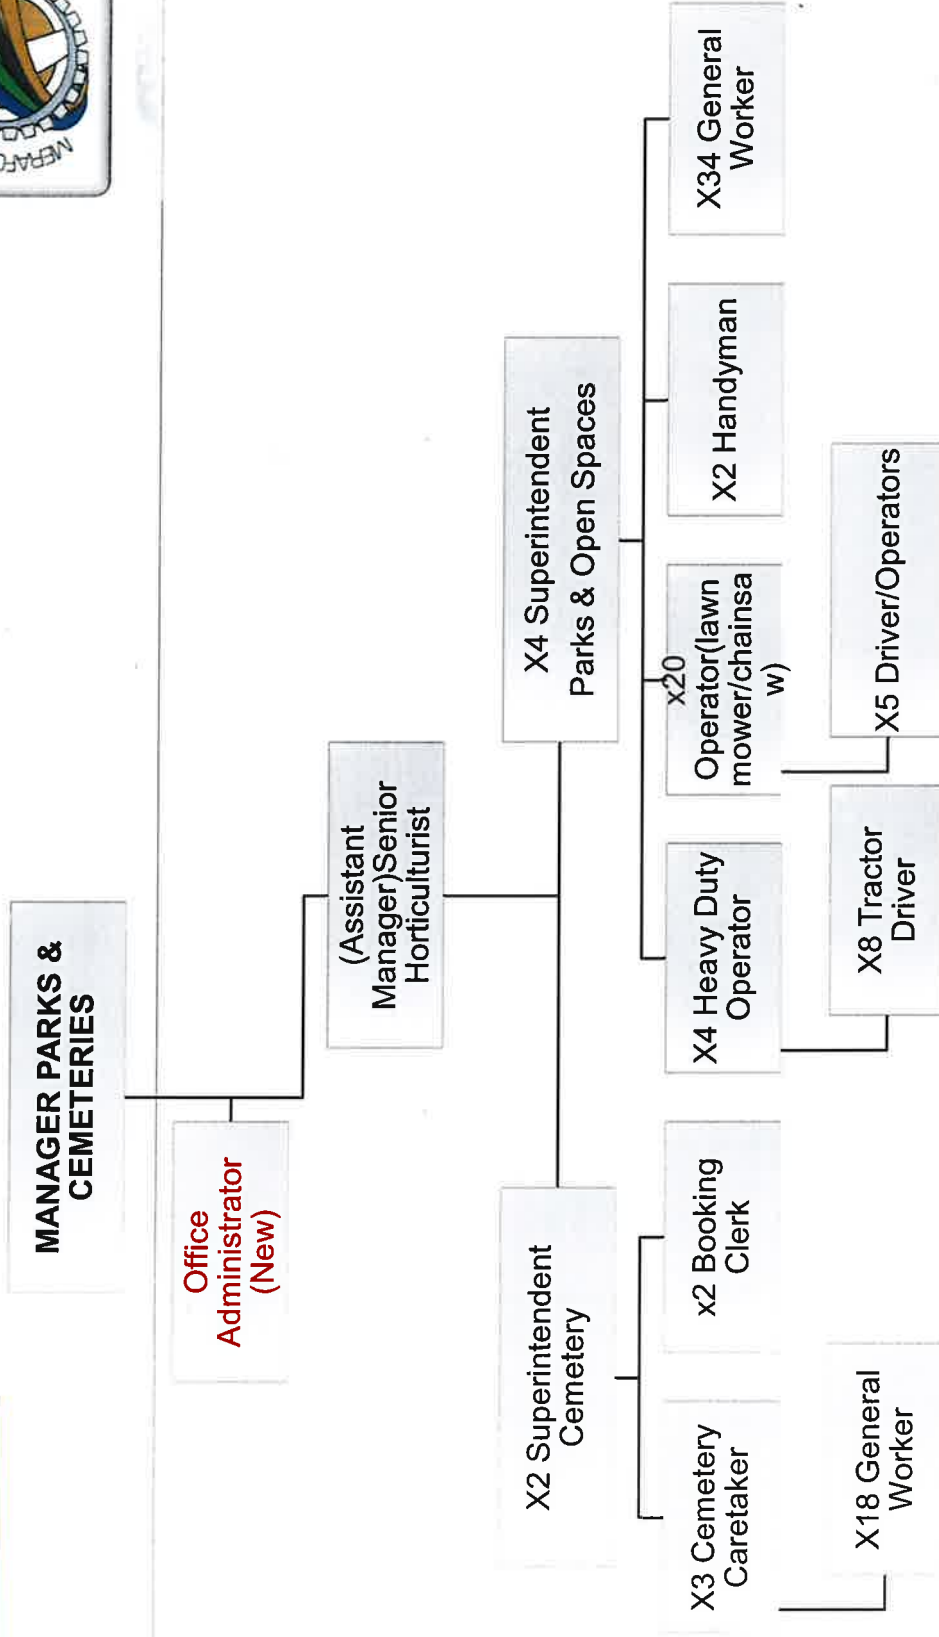 MERAFO
MANAGER PARKS &
CEMETERIES
Office
Administrator
(New)
(Assistant
Manager)Senior
Horticulturist
X2 Superintendent
Cemetery
X4 Superintendent
Parks & Open Spaces
X3 Cemetery
Caretaker
x2 Booking
Clerk
X4 Heavy Duty
Operator
x20
Operator(lawn
mower/chainsa
w)
X2 Handyman
X34 General
Worker
X18 General
Worker
X8 Tractor
Driver
X5 Driver/Operators